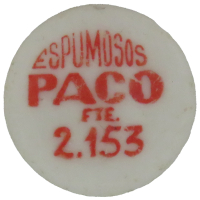 ESPUMOSOS
PACO
FTE.
2.153